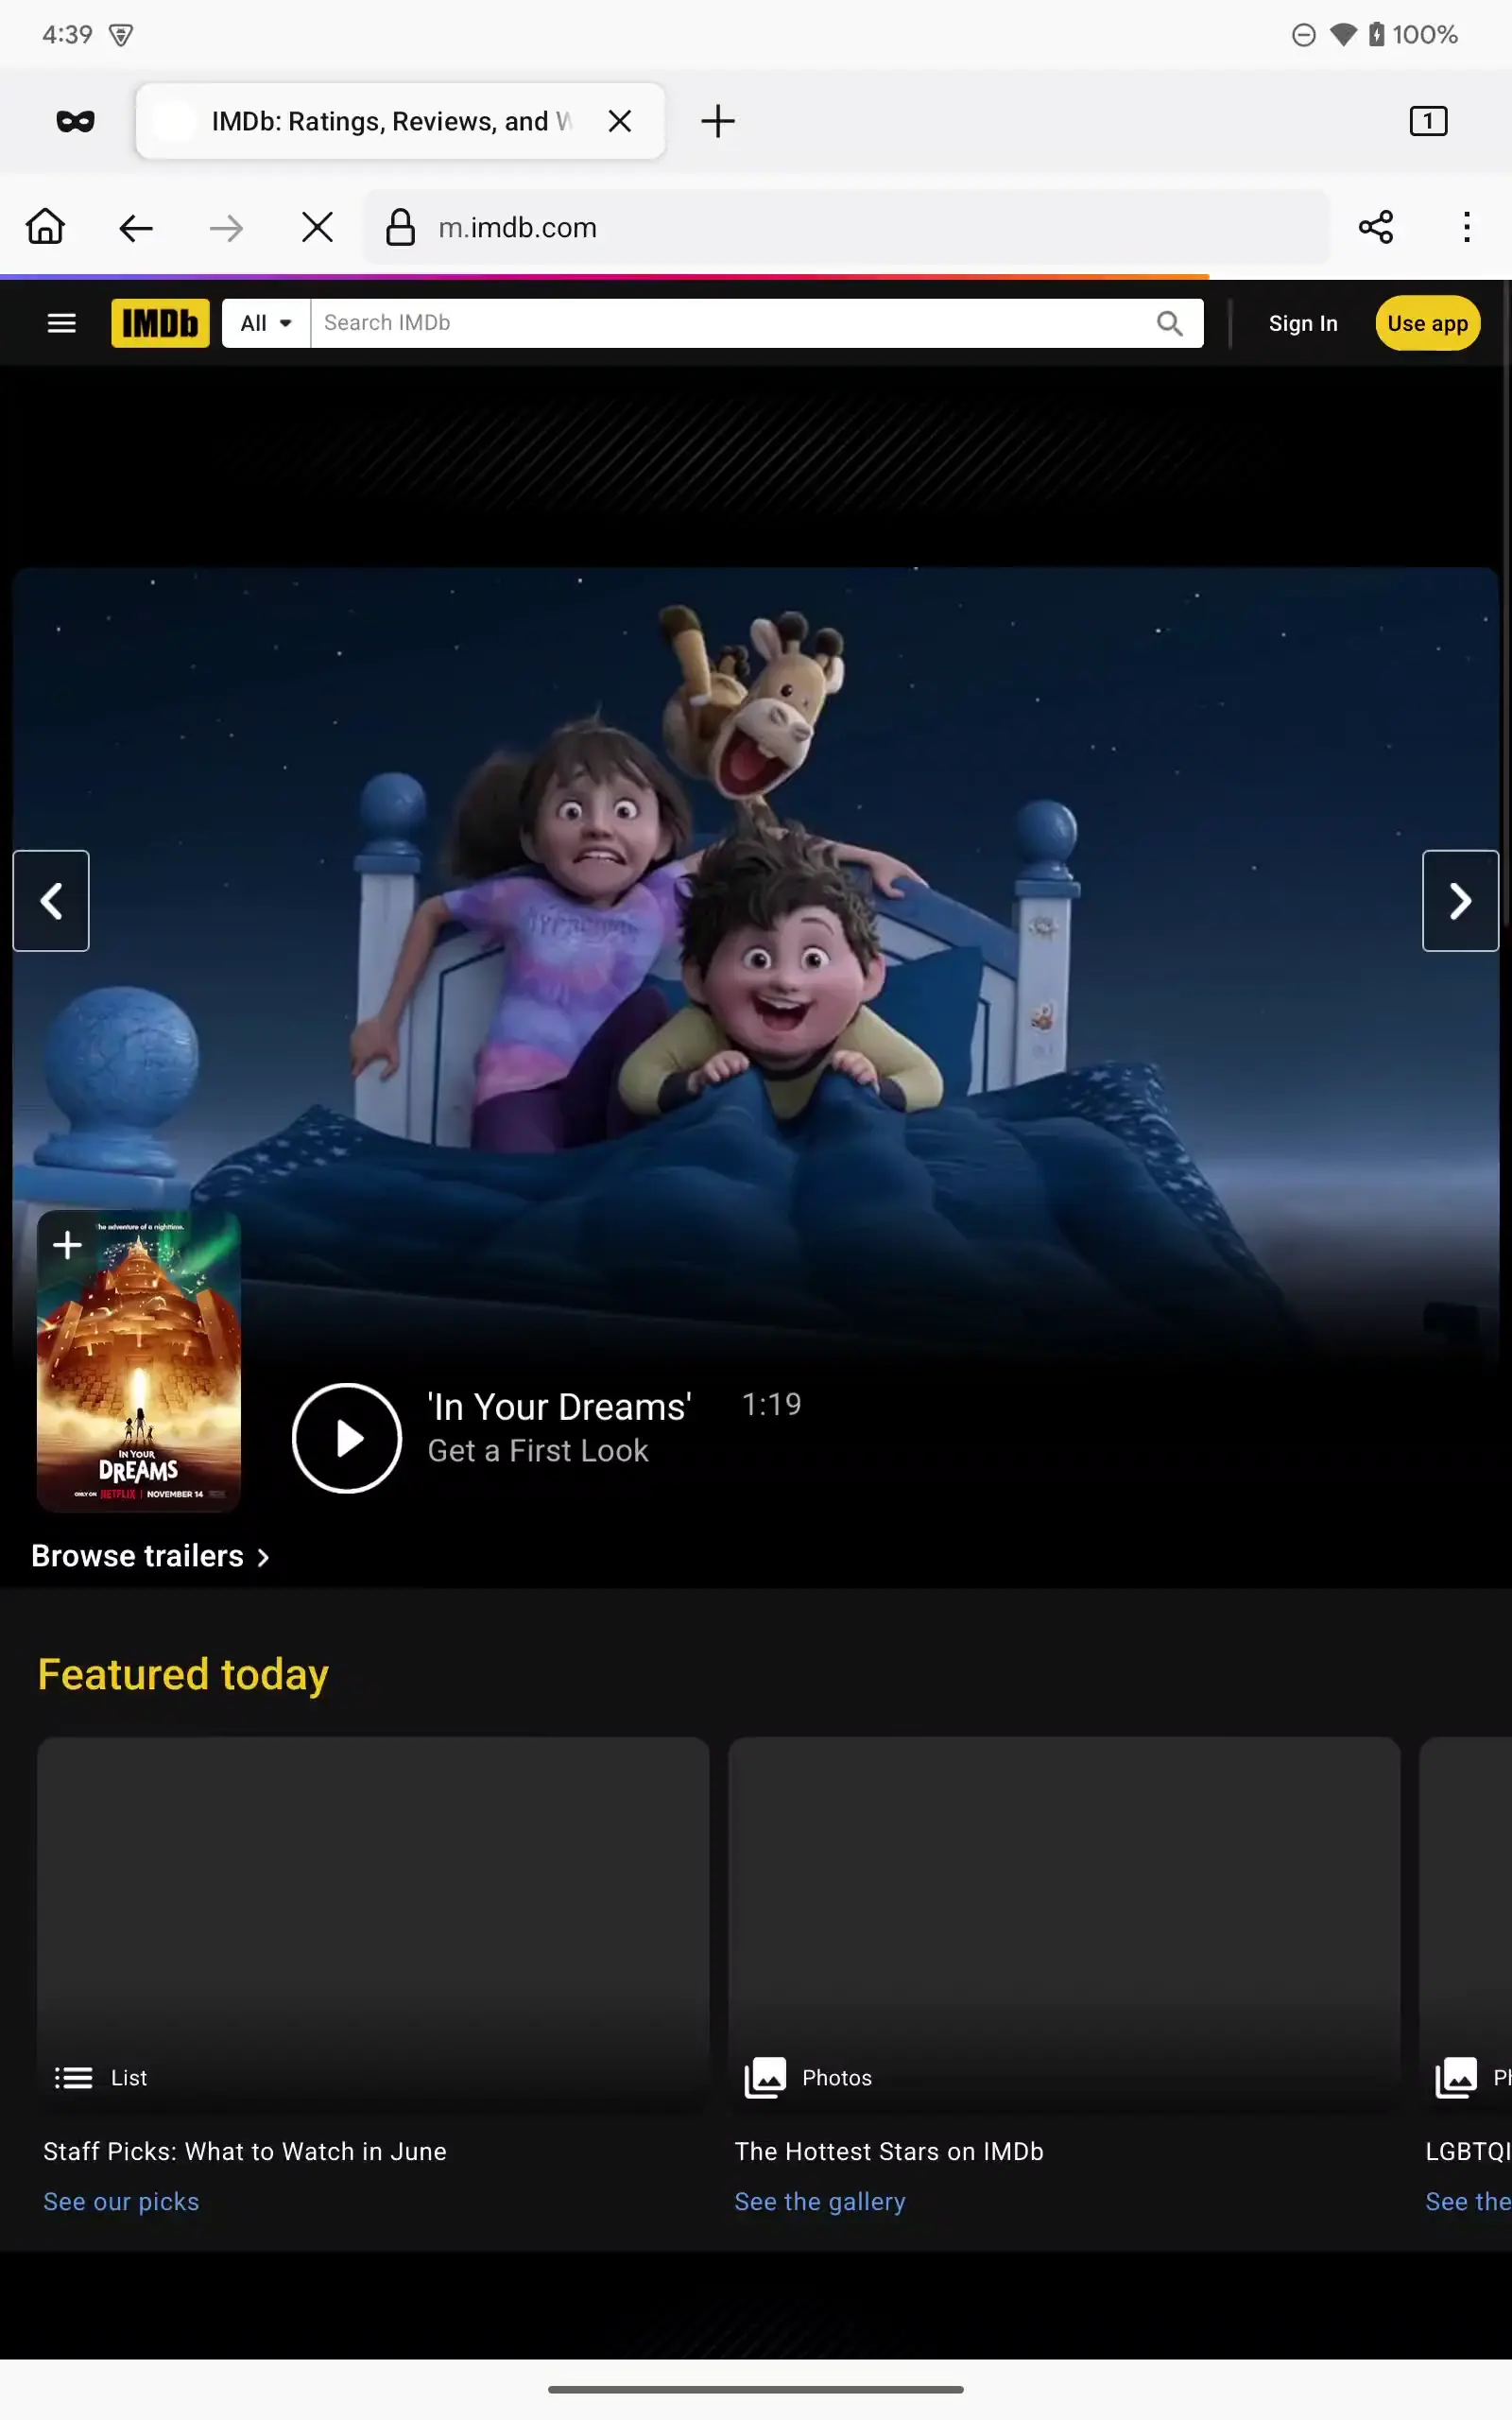 4:39
100%
IMDb: Ratings, Reviews, and W
1
m.imdb.com
IMDb
All
Search IMDb
Sign In
Use app
The adventure of a nighttime.
IN YOUR
DREAMS
ONLY ON NETFLIX | NOVEMBER 14
'In Your Dreams' 1:19
Get a First Look
Browse trailers
Featured today
List
Photos
Ph
Staff Picks: What to Watch in June
The Hottest Stars on IMDb
LGBTQI
See our picks
See the gallery
See the